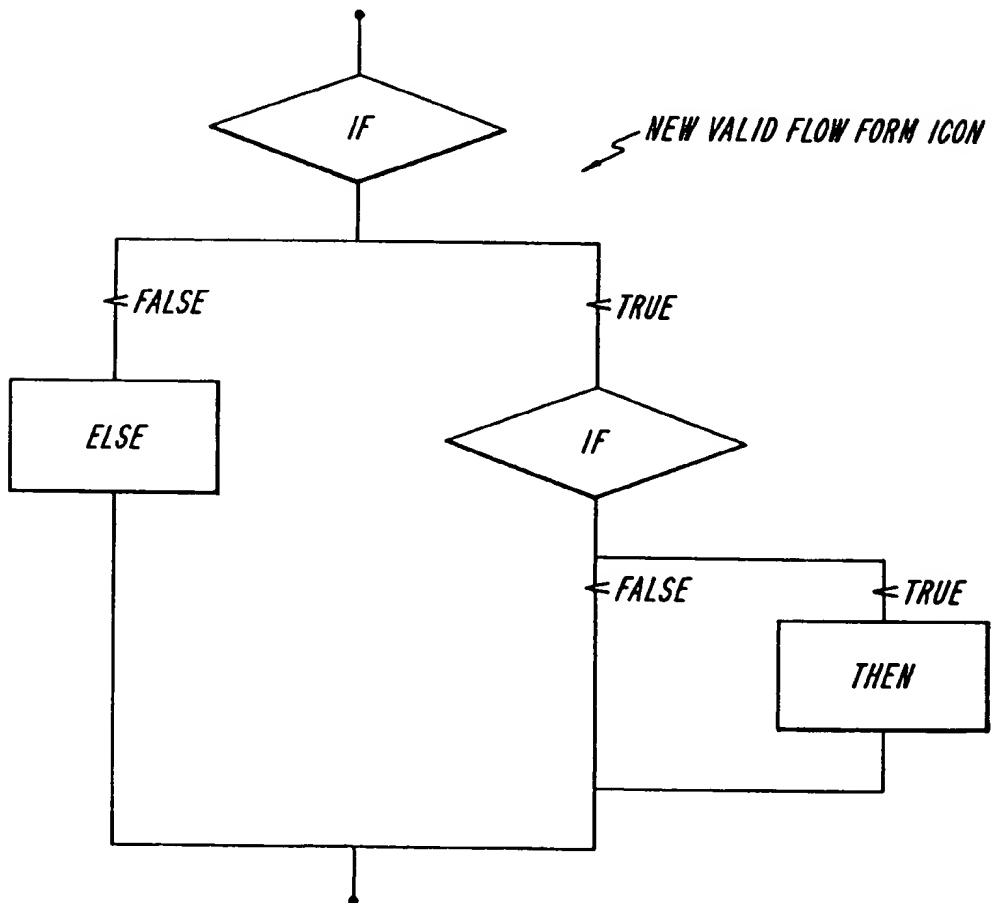 IF
NEW VALID FLOW FORM ICON
FALSE
TRUE
ELSE
IF
FALSE
TRUE
THEN